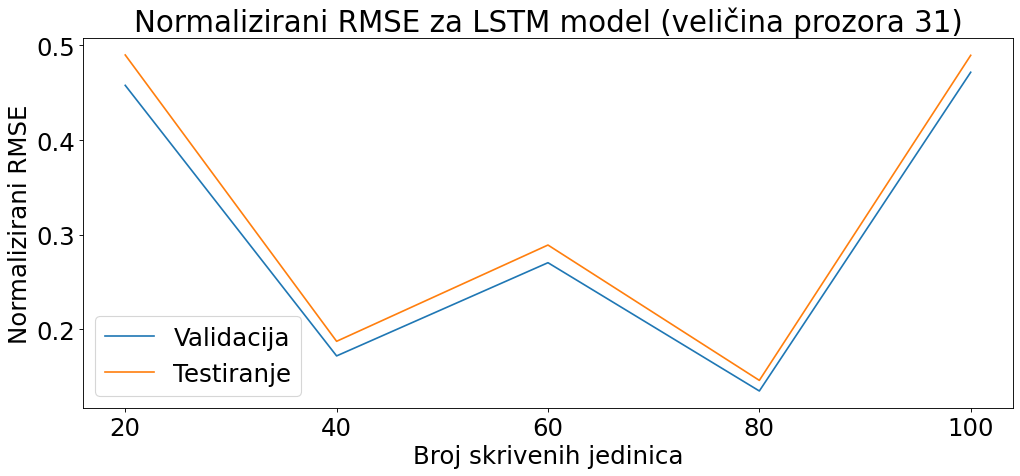 Normalizirani RMSE za LSTM model (veličina prozora 31)
Normalizirani RMSE
0.5
0.4
0.3
0.2
Validacija
Testiranje
20 40 60 80 100
Broj skrivenih jedinica